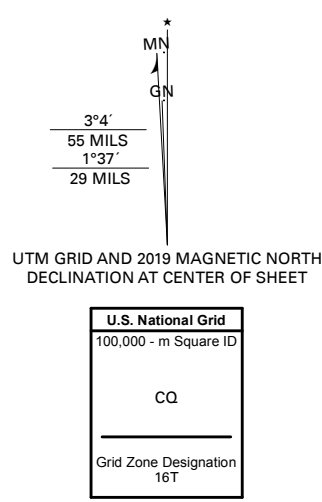 MN
GN
3°4´
55 MILS
1°37´
29 MILS
UTM GRID AND 2019 MAGNETIC NORTH
DECLINATION AT CENTER OF SHEET
U.S. National Grid
100,000 - m Square ID
CQ
Grid Zone Designation
16T